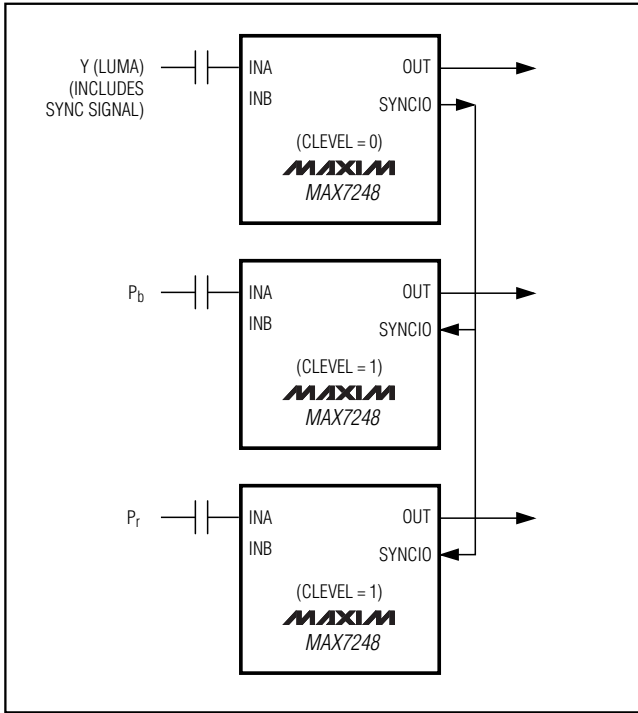 Y (LUMA)
(INCLUDES
SYNC SIGNAL)
INA
OUT
INB
SYNCIO
(CLEVEL = 0)
MAXIM
MAX7248
Pb
INA
OUT
INB
SYNCIO
(CLEVEL = 1)
MAXIM
MAX7248
Pr
INA
OUT
INB
SYNCIO
(CLEVEL = 1)
MAXIM
MAX7248